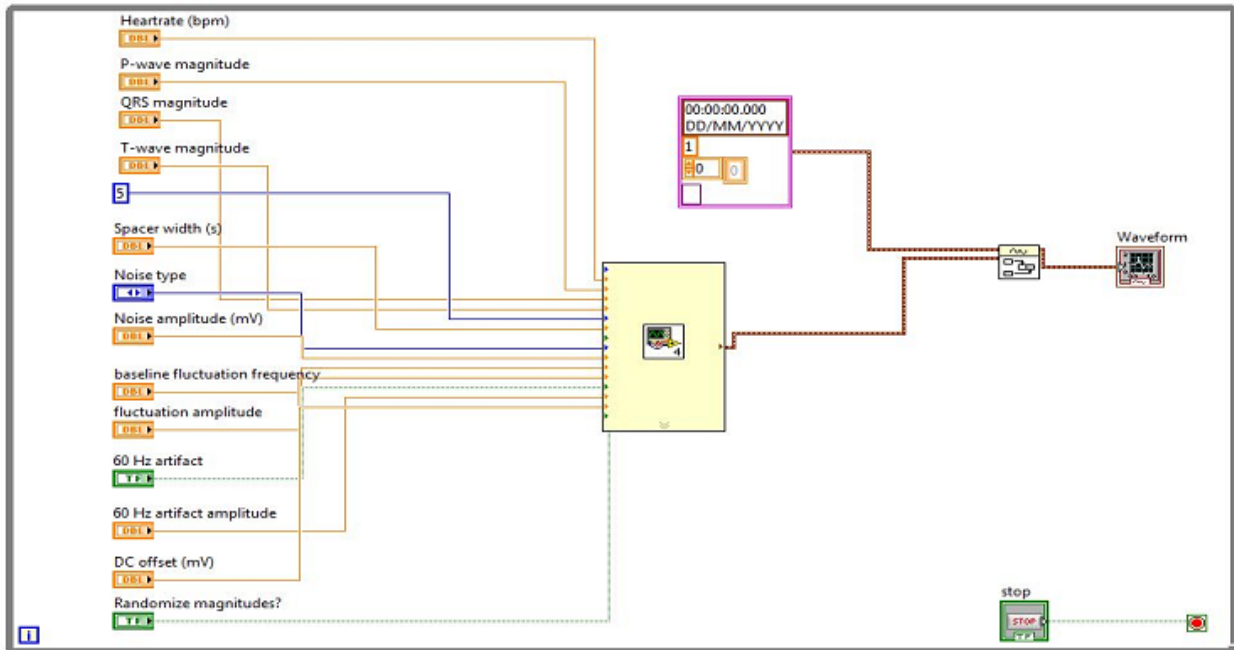 Heartrate (bpm)
DBL
P-wave magnitude
DBL
QRS magnitude
DBL
T-wave magnitude
DBL
5
Spacer width (s)
DBL
Noise type
Noise amplitude (mV)
DBL
baseline fluctuation frequency
DBL
fluctuation amplitude
DBL
60 Hz artifact
TF
60 Hz artifact amplitude
DBL
DC offset (mV)
DBL
Randomize magnitudes?
TF
i
4
00:00:00.000
DD/MM/YYYY
1
0 0
Waveform
stop
STOP
TF